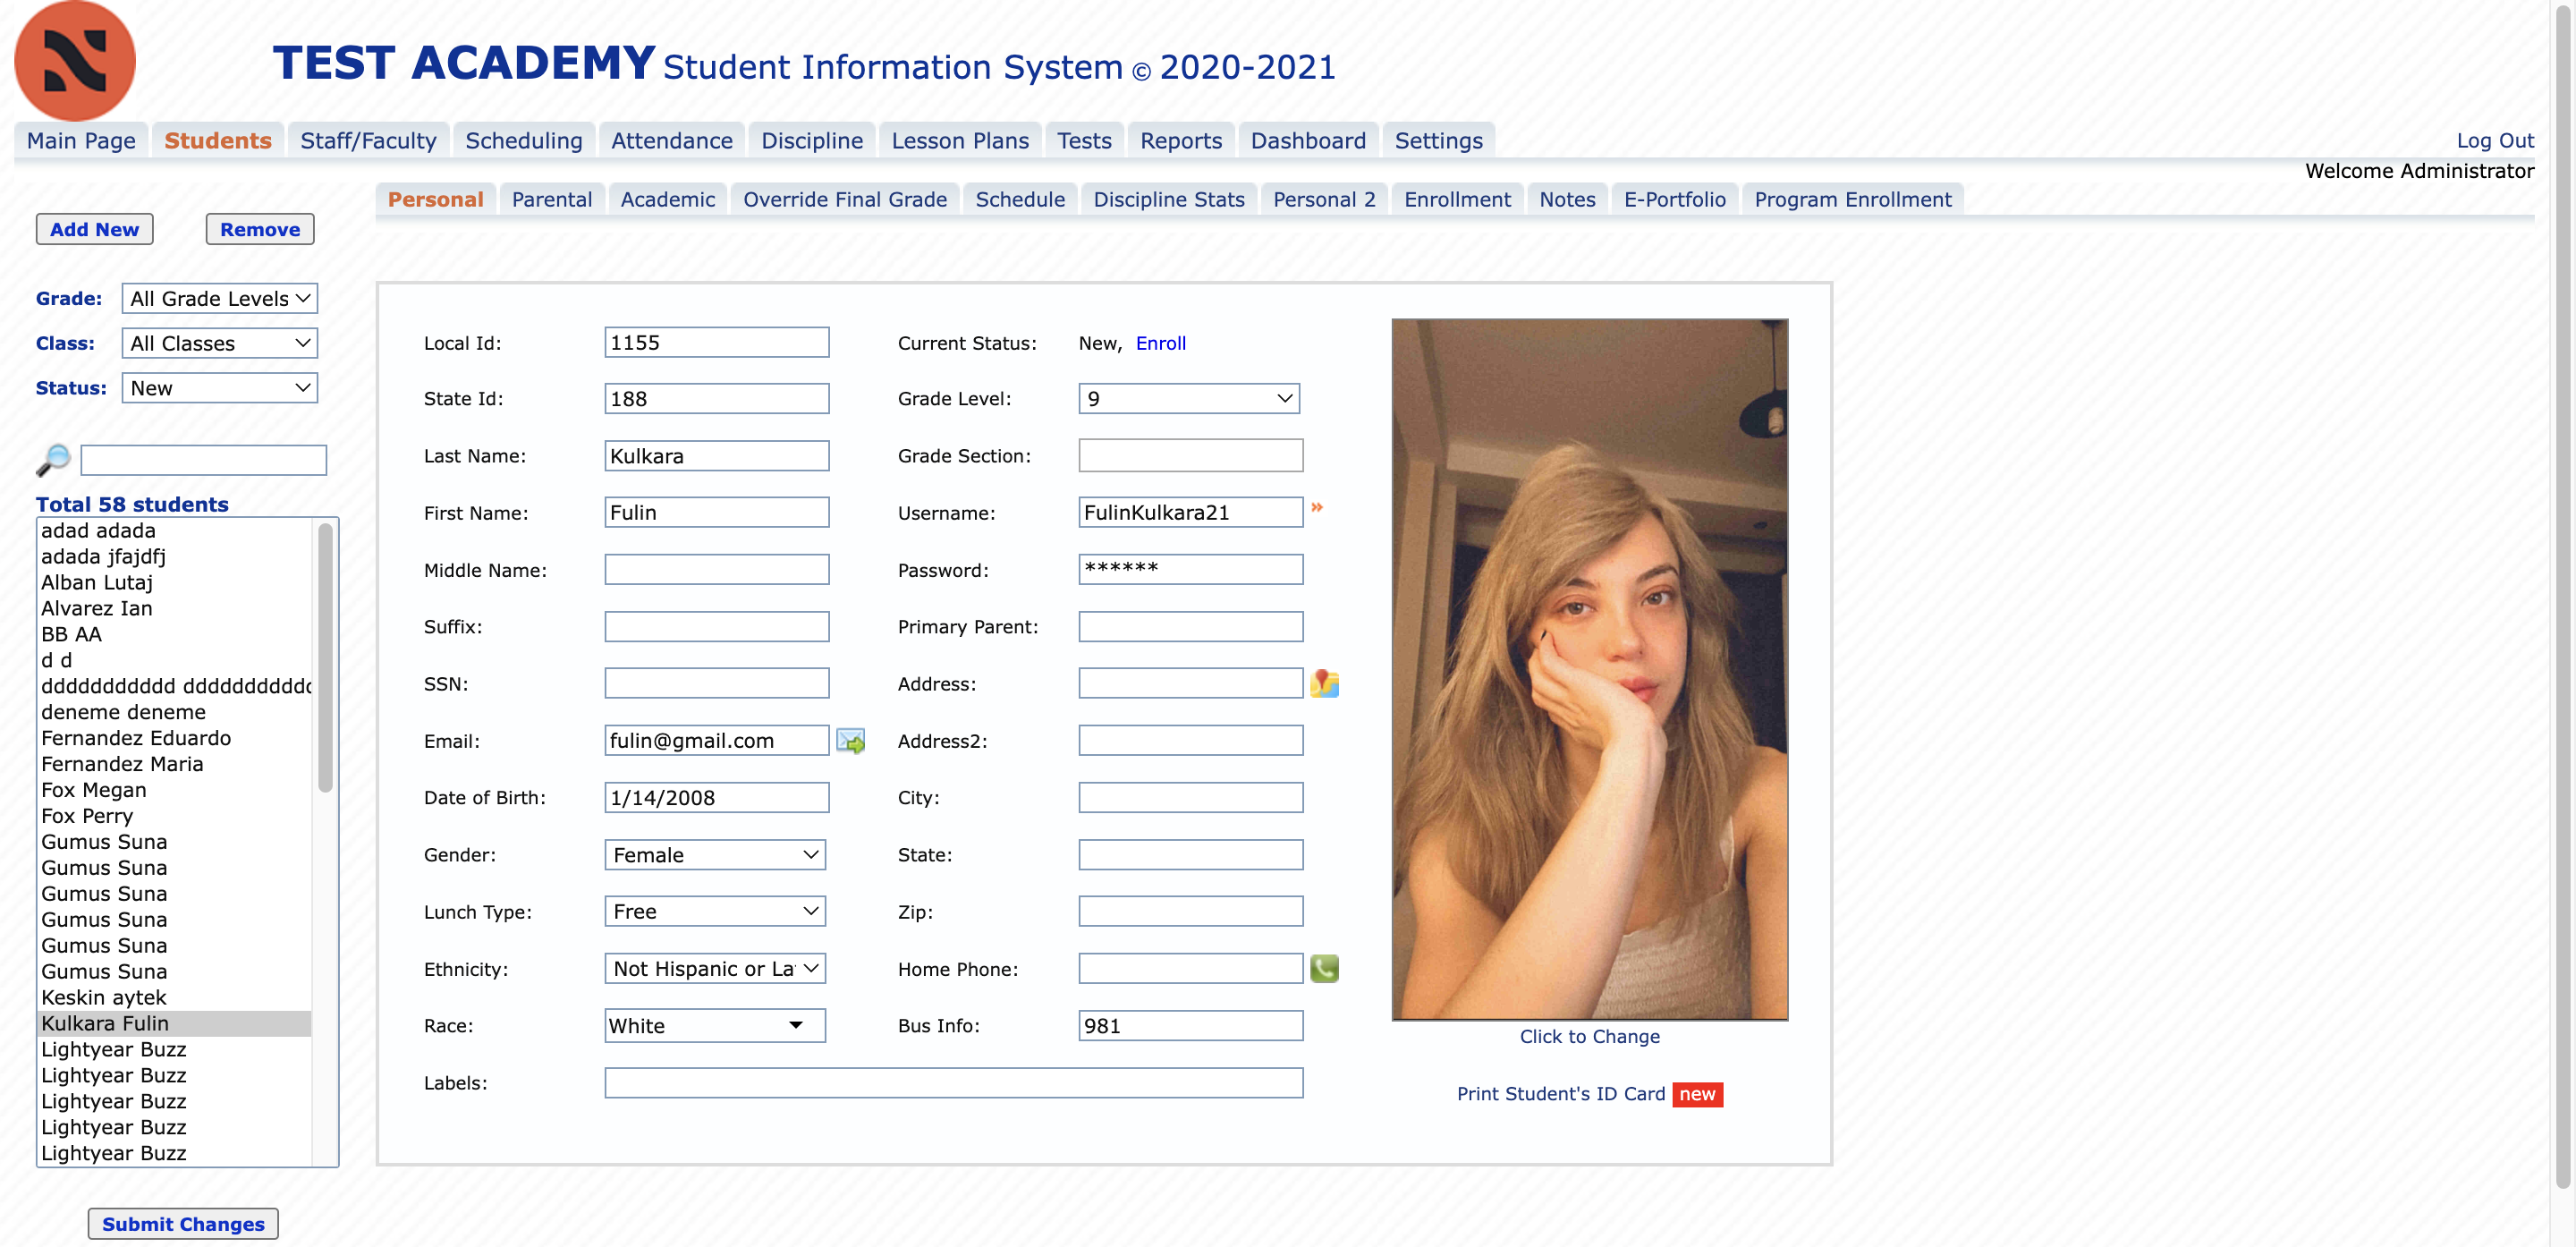 TEST ACADEMY Student Information System © 2020-2021
Main Page Students Staff/Faculty Scheduling Attendance Discipline Lesson Plans Tests Reports Dashboard Settings Log Out
Welcome Administrator
Personal Parental Academic Override Final Grade Schedule Discipline Stats Personal 2 Enrollment Notes E-Portfolio Program Enrollment
Add New Remove
Grade: All Grade Levels
Class: All Classes
Status: New
Total 58 students
adad adada
adada jfajdfj
Alban Lutaj
Alvarez Ian
BB AA
d d
ddddddddddd ddddddddddd
deneme deneme
Fernandez Eduardo
Fernandez Maria
Fox Megan
Fox Perry
Gumus Suna
Gumus Suna
Gumus Suna
Gumus Suna
Gumus Suna
Gumus Suna
Keskin aytek
Kulkara Fulin
Lightyear Buzz
Lightyear Buzz
Lightyear Buzz
Lightyear Buzz
Lightyear Buzz
Submit Changes
Local Id: 1155 Current Status: New, Enroll
State Id: 188 Grade Level: 9
Last Name: Kulkara Grade Section:
First Name: Fulin Username: FulinKulkara21 »
Middle Name: Password: ******
Suffix: Primary Parent:
SSN: Address:
Email: fulin@gmail.com Address2:
Date of Birth: 1/14/2008 City:
Gender: Female State:
Lunch Type: Free Zip:
Ethnicity: Not Hispanic or La Home Phone:
Race: White Bus Info: 981
Labels:
Click to Change
Print Student's ID Card new